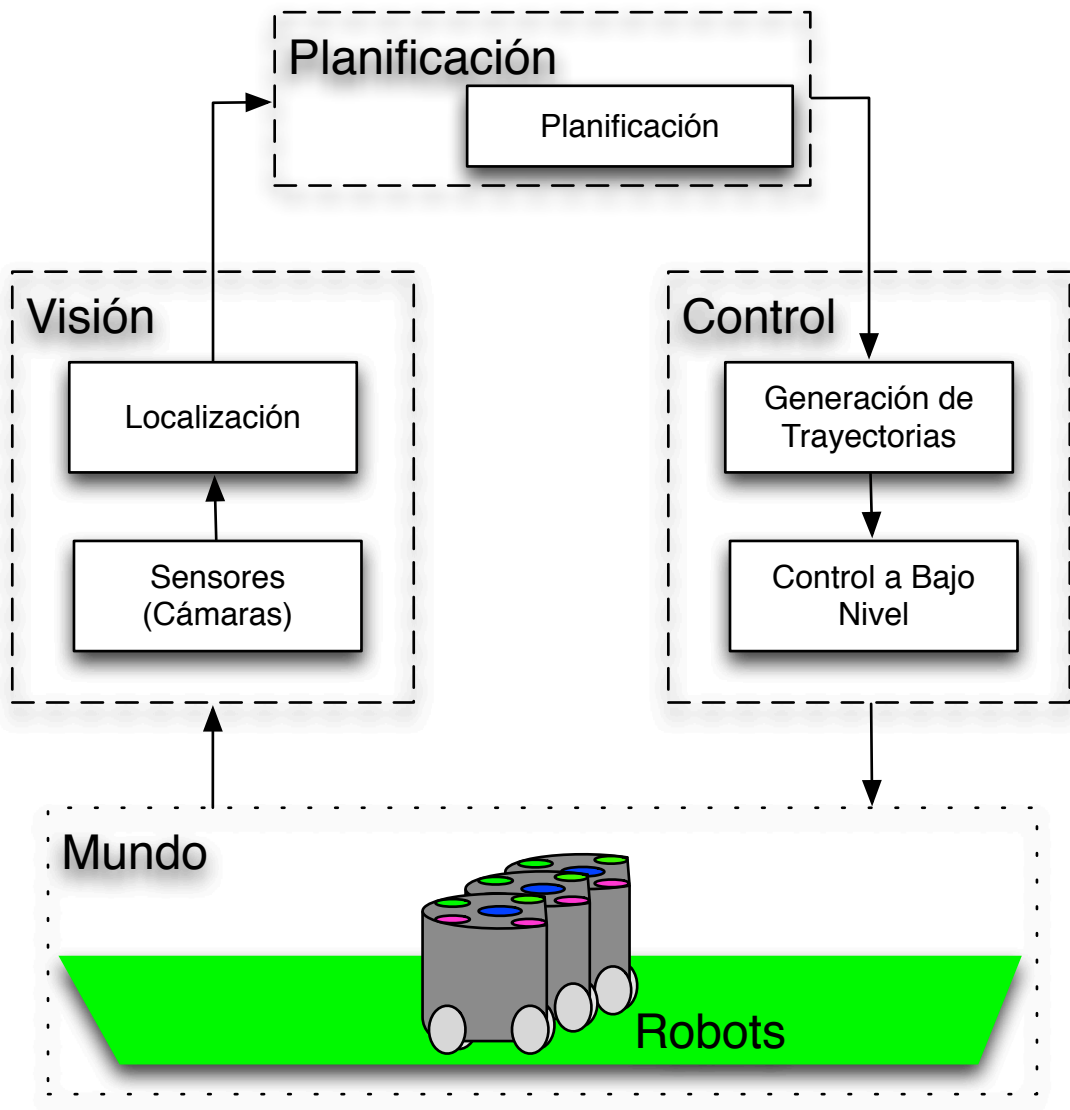 Planificación
Planificación
Visión
Localización
Sensores
(Cámaras)
Control
Generación de
Trayectorias
Control a Bajo
Nivel
Mundo
Robots